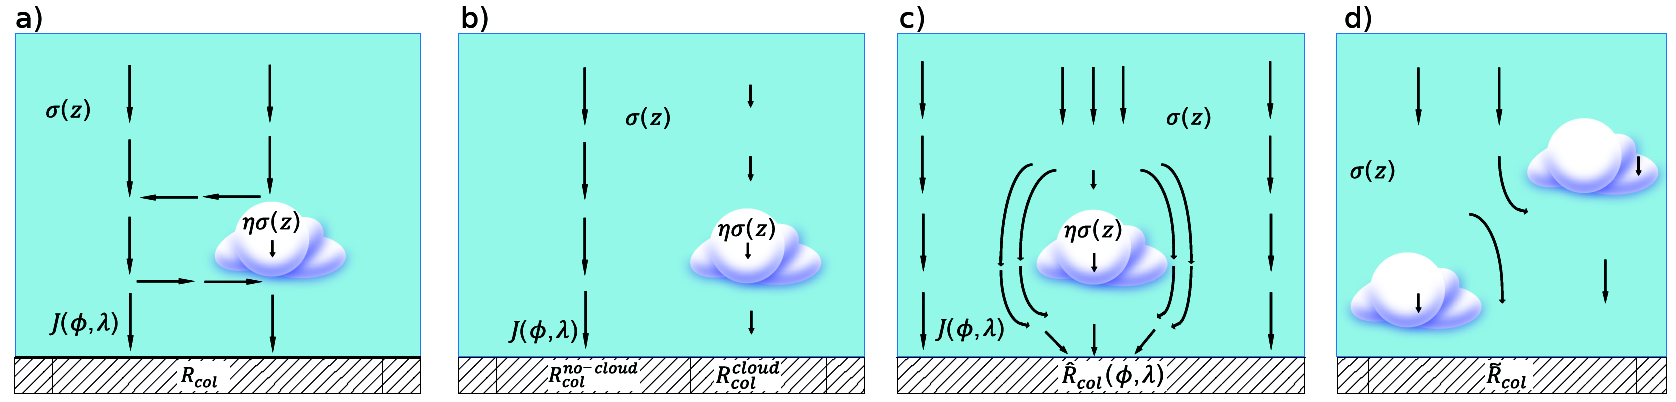 a)
σ(z)
ησ(z)
J(ϕ,λ)
R_col
b)
σ(z)
ησ(z)
J(ϕ,λ)
R_col^no−cloud
R_col^cloud
c)
σ(z)
ησ(z)
J(ϕ,λ)
R̂_col(ϕ,λ)
d)
σ(z)
R̃_col